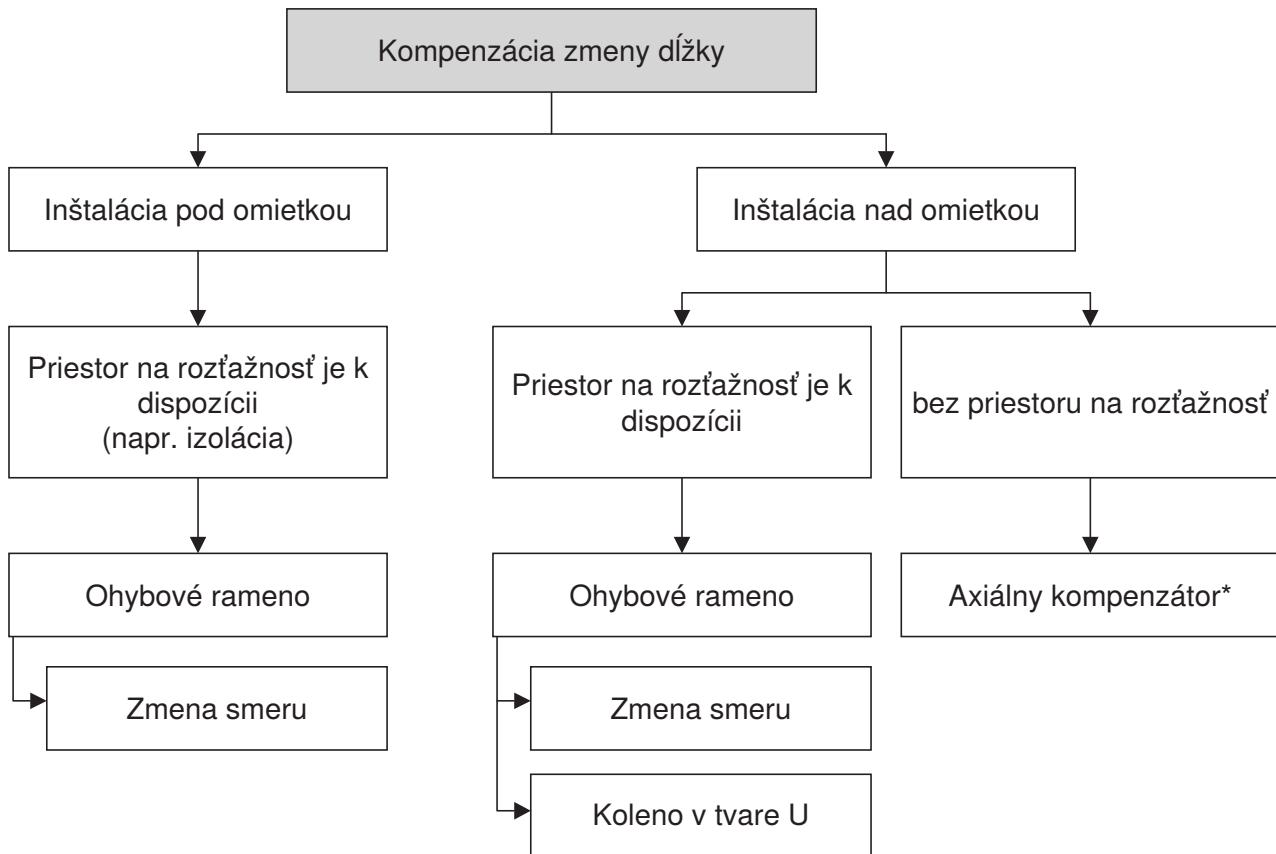 Kompenzácia zmeny dĺžky
Inštalácia pod omietkou
Inštalácia nad omietkou
Priestor na rozťažnosť je k
dispozícii
(napr. izolácia)
Priestor na rozťažnosť je k
dispozícii
bez priestoru na rozťažnosť
Ohybové rameno
Ohybové rameno
Axiálny kompenzátor*
Zmena smeru
Zmena smeru
Koleno v tvare U